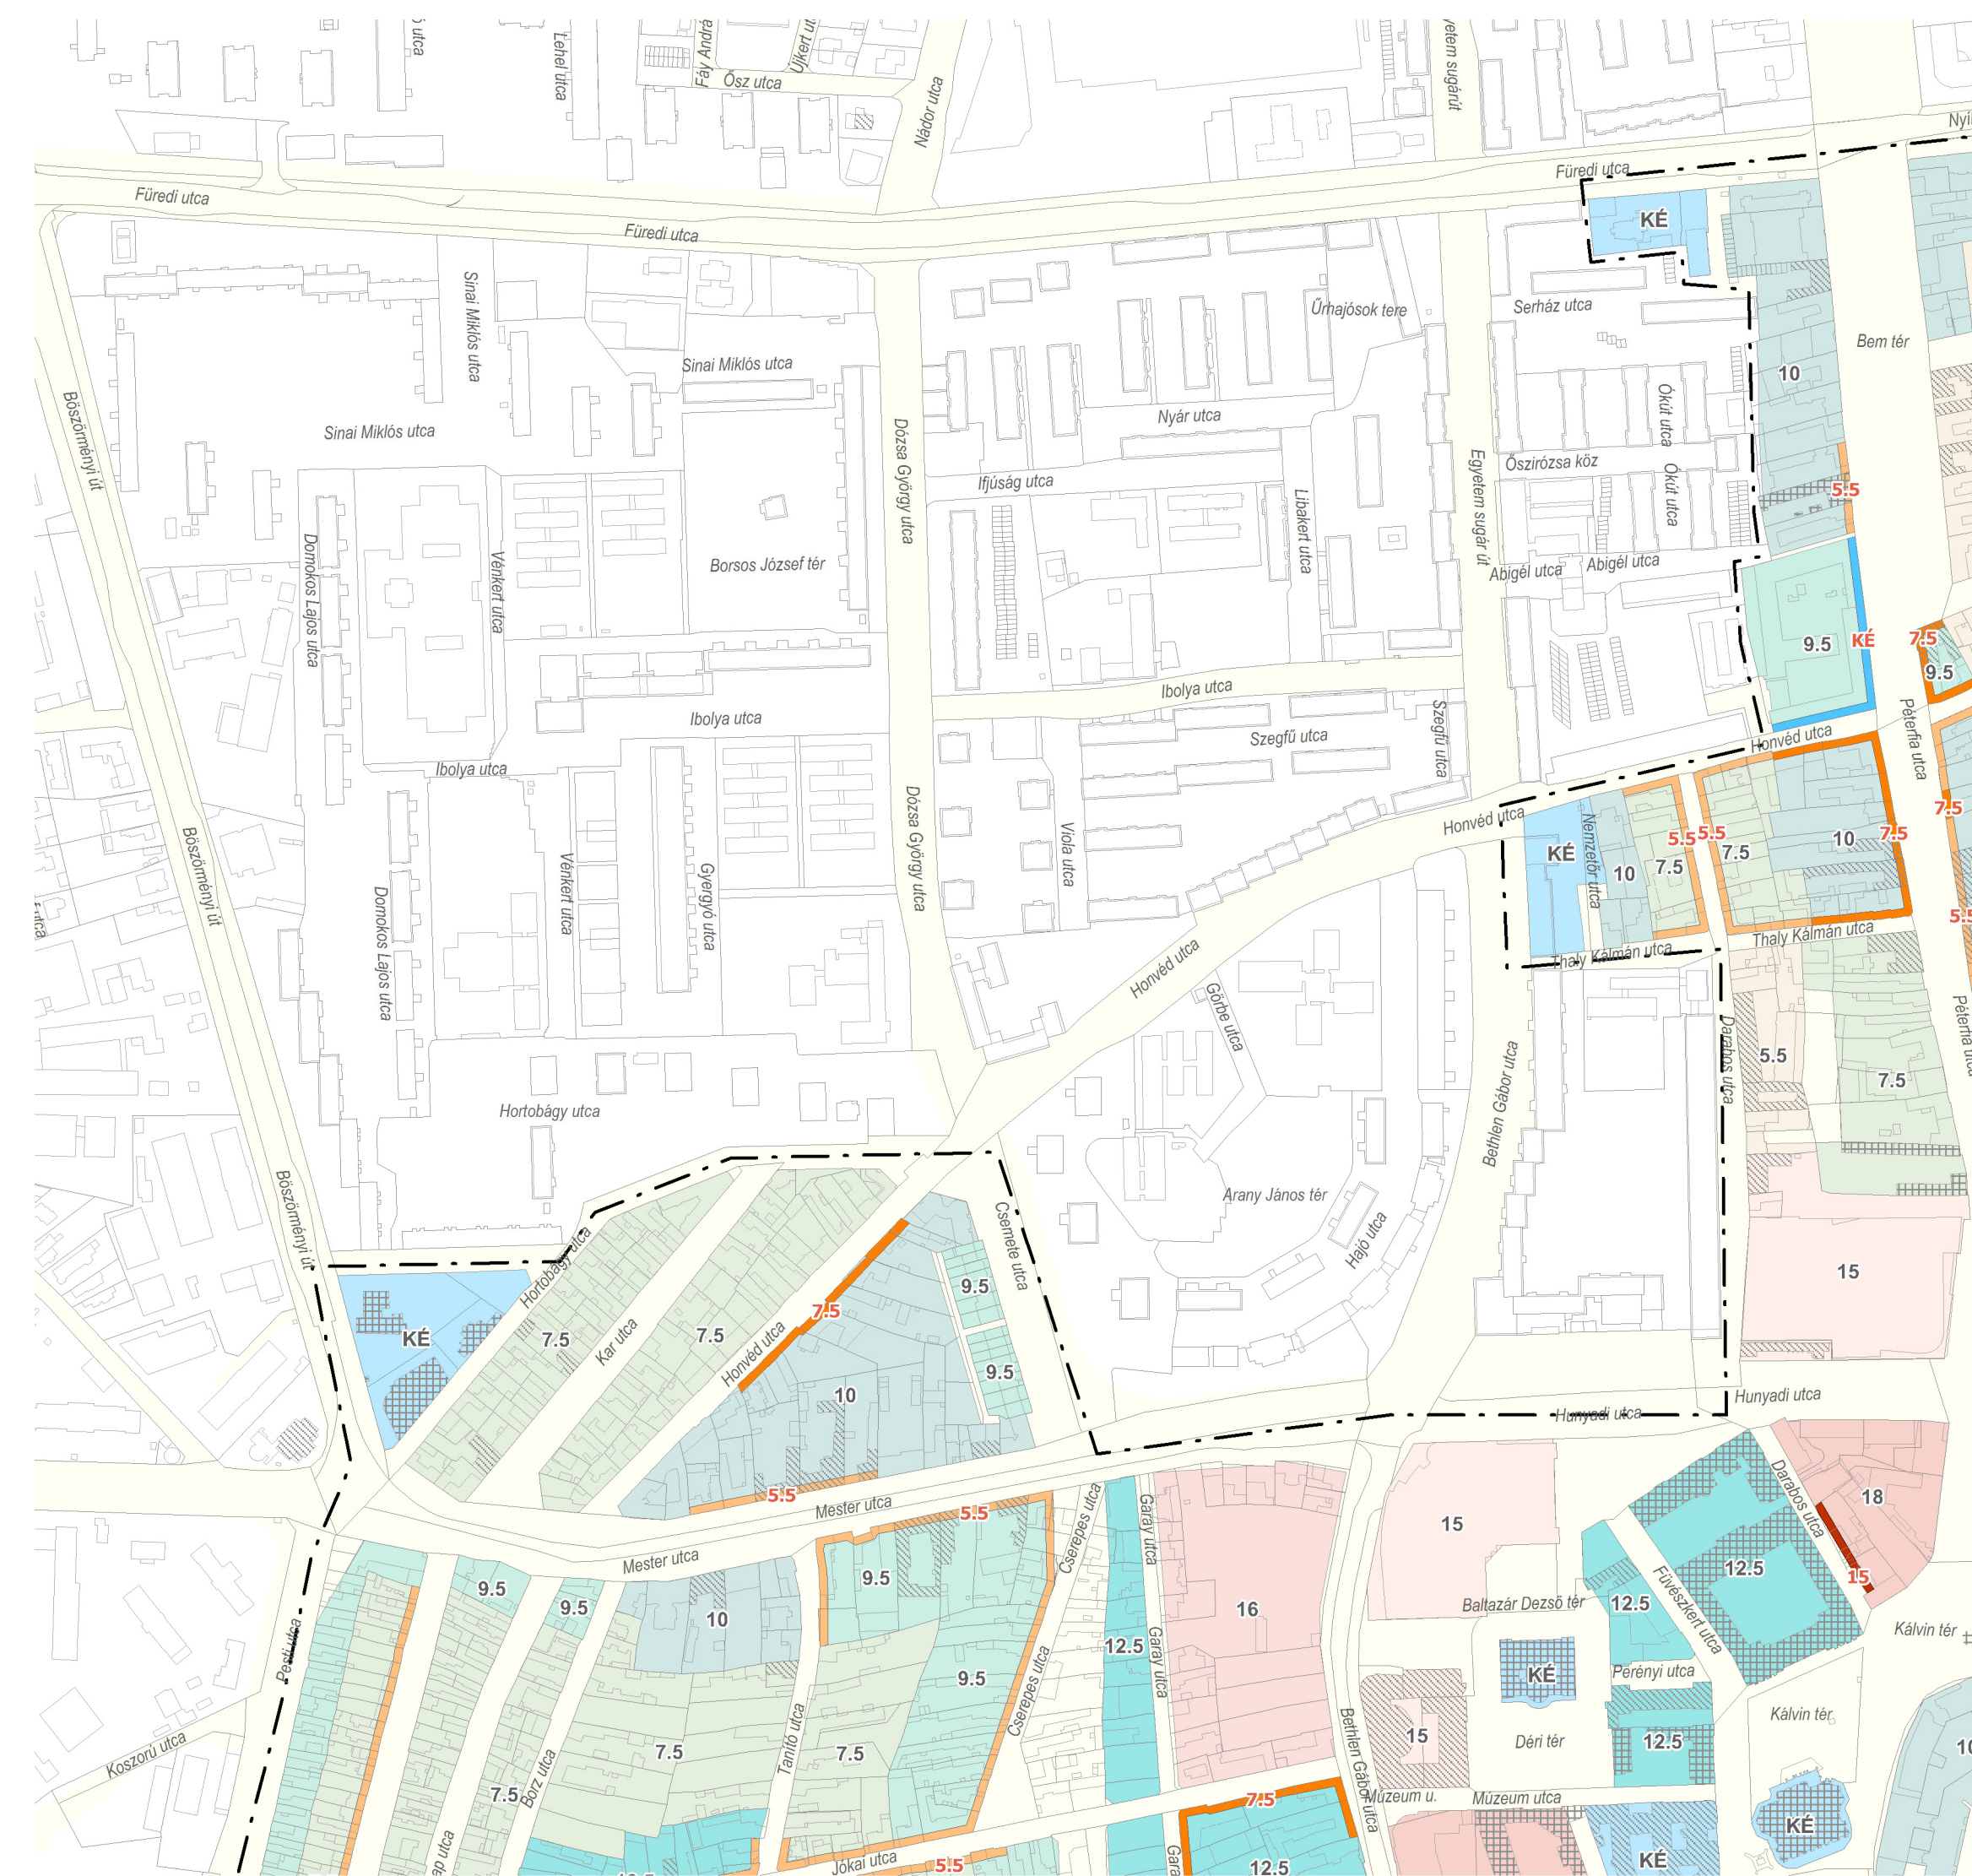 Lehel utca
Ősz utca
Nádor utca
Füredi utca
Füredi utca
Füredi utca
KÉ
Sinai Miklós utca
Űrhajósok tere
Serház utca
Bem tér
Sinai Miklós utca
10
Böszörményi út
Sinai Miklós utca
Nyár utca
Ókút utca
Dózsa György utca
Egyetem sugár út
Őszirózsa köz
Ókút utca
Ifjúság utca
5.5
Libakert utca
Domokos Lajos utca
Vénkert utca
Borsos József tér
Abigél utca
Abigél utca
9.5
KÉ
7.5
9.5
Ibolya utca
Ibolya utca
Szegfű utca
Szegfű utca
Péterfia utca
Honvéd utca
Ibolya utca
Böszörményi út
Dózsa György utca
Viola utca
Honvéd utca
7.5
Nemzetőr utca
5.5
5.5
7.5
10
7.5
KÉ
10
7.5
Domokos Lajos utca
Vénkert utca
Gyergyó utca
5.5
Thaly Kálmán utca
Thaly Kálmán utca
Honvéd utca
Görbe utca
Péterfia utca
Darabos utca
5.5
7.5
Hortobágy utca
Bethlen Gábor utca
Böszörményi út
Arany János tér
Csemete utca
Hajó utca
15
Hortobágy utca
9.5
7.5
KÉ
7.5
Kar utca
7.5
Honvéd utca
9.5
10
Hunyadi utca
Hunyadi utca
5.5
Mester utca
5.5
Cserepes utca
Garay utca
15
Darabos utca
18
Mester utca
9.5
9.5
9.5
10
16
12.5
15
Baltazár Dezső tér
12.5
Füvészkert utca
Kálvin tér
Pesti utca
12.5
Garay utca
9.5
Cserepes utca
KÉ
Perényi utca
Koszorú utca
7.5
Tanító utca
7.5
Bethlen Gábor utca
15
Déri tér
12.5
Kálvin tér
7.5
Borz utca
7.5
Múzeum u.
Múzeum utca
KÉ
Jókai utca
5.5
12.5
KÉ